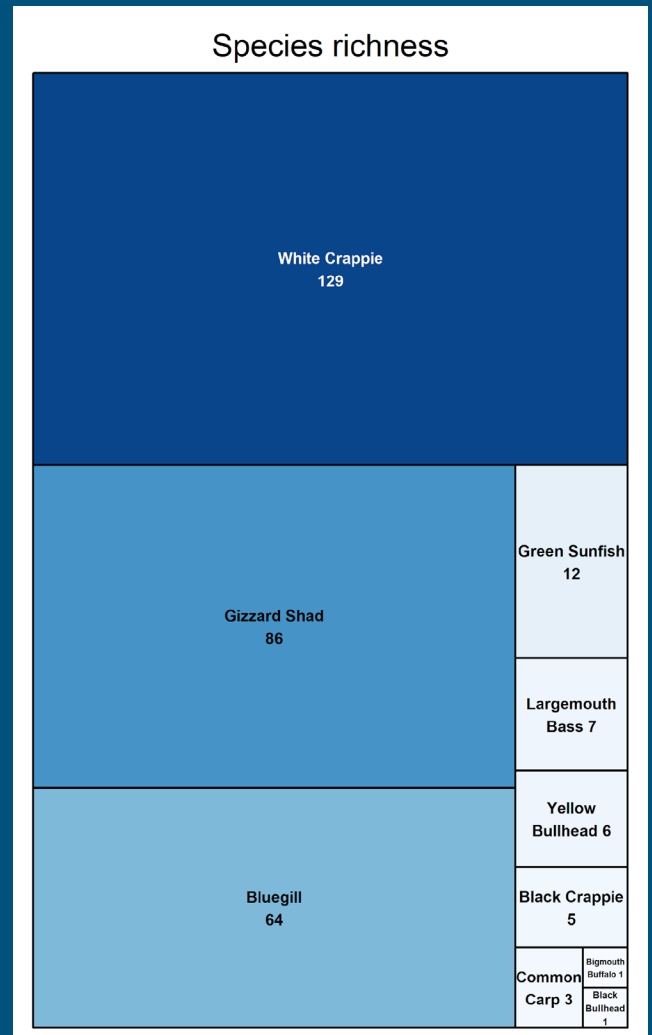 Species richness
White Crappie
129
Gizzard Shad
86
Bluegill
64
Green Sunfish
12
Largemouth
Bass 7
Yellow
Bullhead 6
Black Crappie
5
Common
Carp 3
Bigmouth
Buffalo 1
Black
Bullhead
1